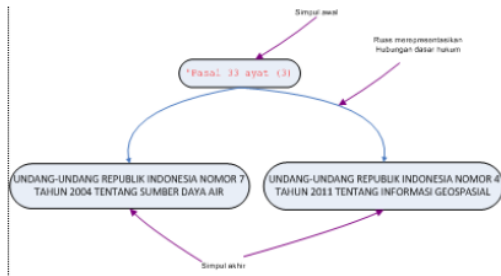 Simpul awal
Ruas merepresentasikan
Hubungan dasar hukum
"Pasal 33 ayat (3)
UNDANG-UNDANG REPUBLIK INDONESIA NOMOR 7
TAHUN 2004 TENTANG SUMBER DAYA AIR
UNDANG-UNDANG REPUBLIK INDONESIA NOMOR 4
TAHUN 2011 TENTANG INFORMASI GEOSPASIAL
Simpul akhir